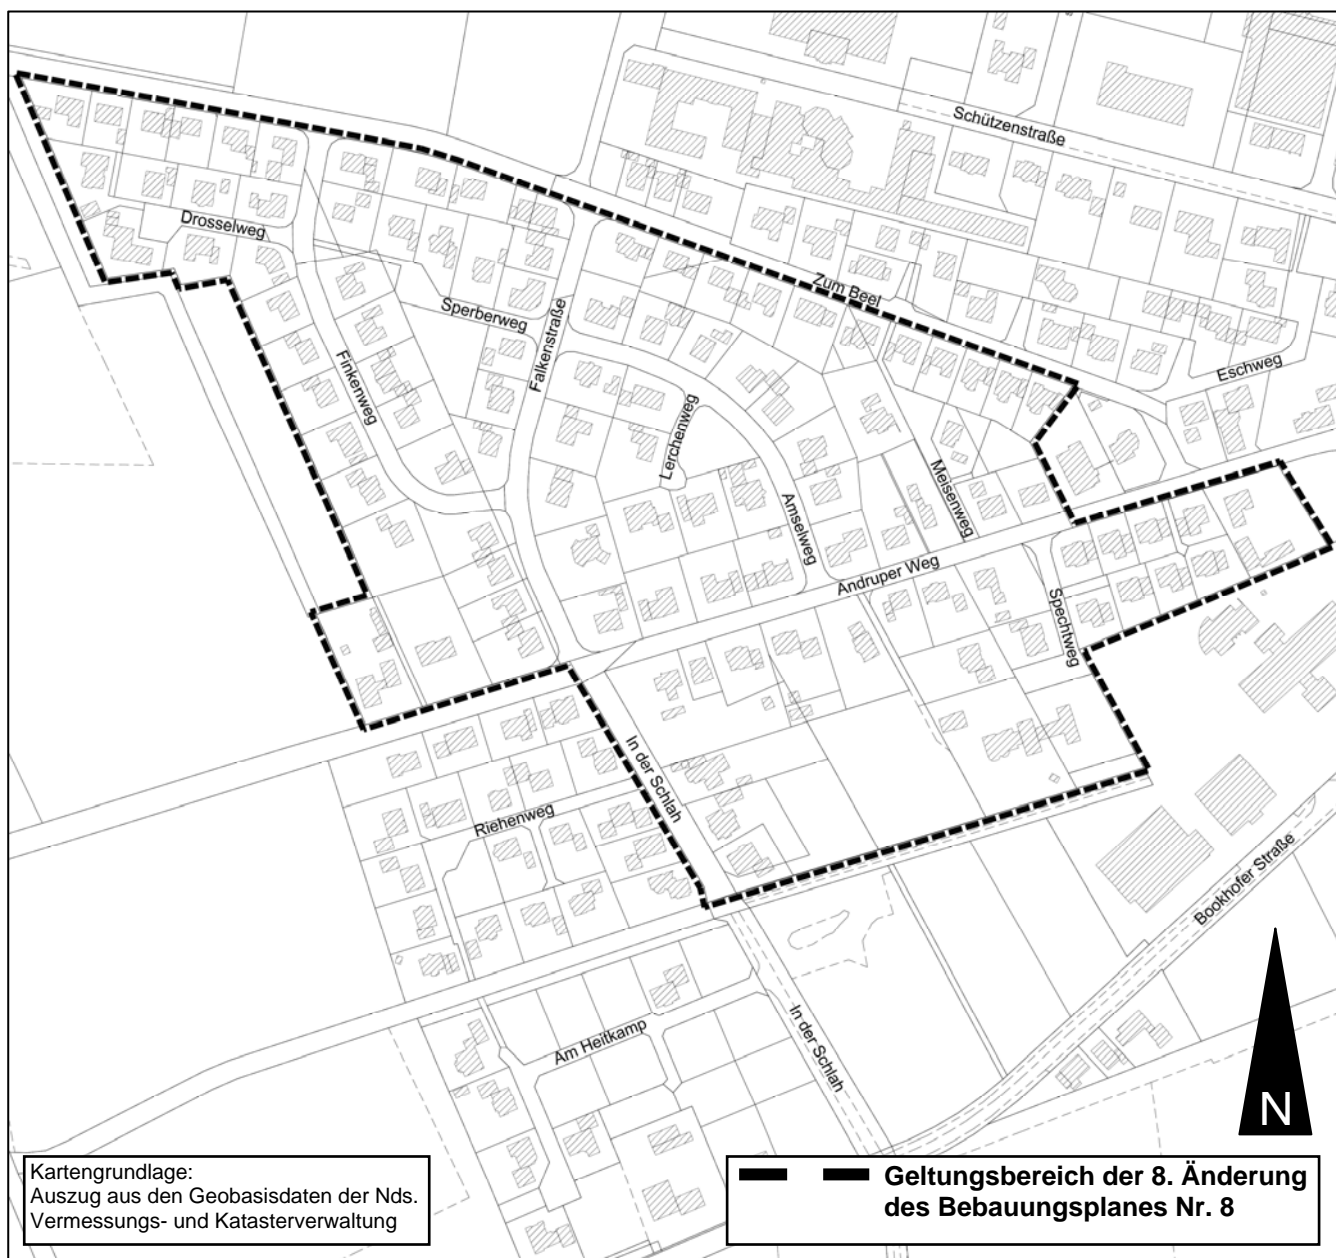 Schützenstraße
Drosselweg
Zum Beel
Sperberweg
Falkenstraße
Finkenweg
Eschweg
Lerchenweg
Meisenweg
Amselweg
Andruper Weg
Spechtweg
In der Schlah
Riehenweg
Bookhofer Straße
In der Schlah
Am Heitkamp
N
Kartengrundlage:
Auszug aus den Geobasisdaten der Nds.
Vermessungs- und Katasterverwaltung
Geltungsbereich der 8. Änderung
des Bebauungsplanes Nr. 8